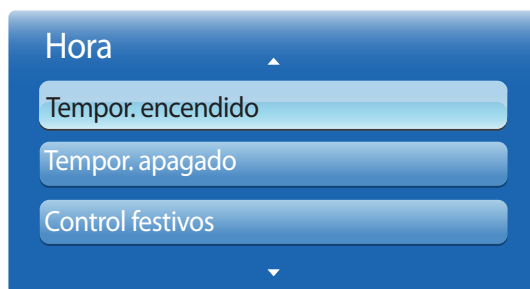 Hora
Tempor. encendido
Tempor. apagado
Control festivos